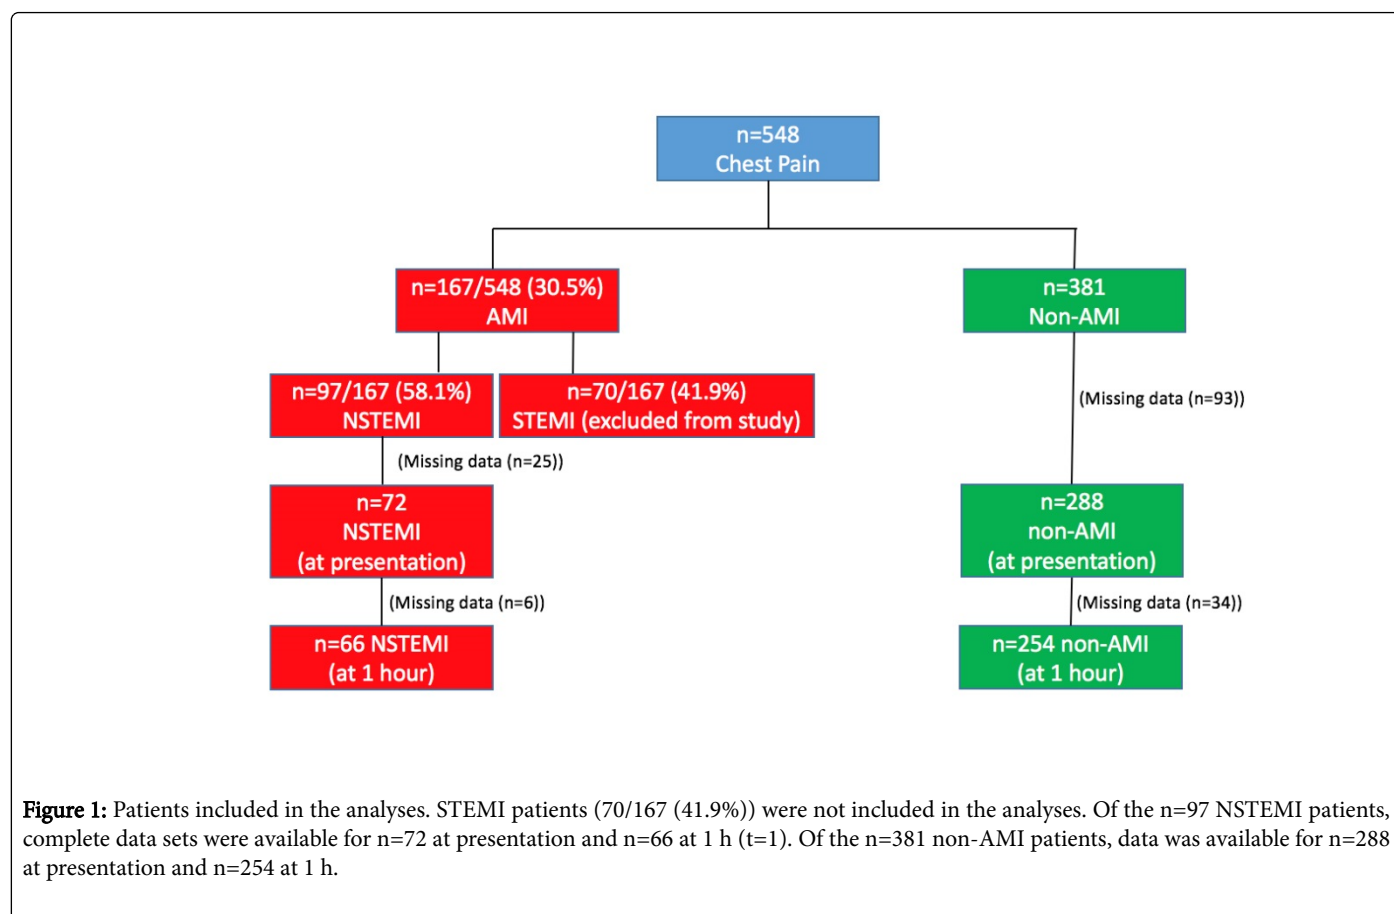 n=548
Chest Pain
n=167/548 (30.5%)
AMI
n=381
Non-AMI
n=97/167 (58.1%)
NSTEMI
n=70/167 (41.9%)
STEMI (excluded from study)
(Missing data (n=93))
(Missing data (n=25))
n=72
NSTEMI
(at presentation)
n=288
non-AMI
(at presentation)
(Missing data (n=6))
(Missing data (n=34))
n=66 NSTEMI
(at 1 hour)
n=254 non-AMI
(at 1 hour)
Figure 1: Patients included in the analyses. STEMI patients (70/167 (41.9%)) were not included in the analyses. Of the n=97 NSTEMI patients,
complete data sets were available for n=72 at presentation and n=66 at 1 h (t=1). Of the n=381 non-AMI patients, data was available for n=288
at presentation and n=254 at 1 h.